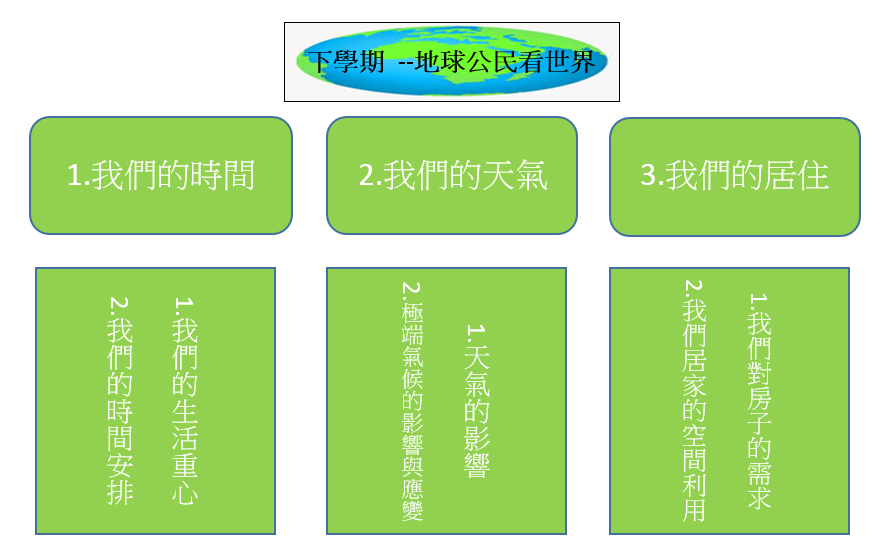 下學期 --地球公民看世界
1.我們的時間
2.我們的天氣
3.我們的居住
1.我們的生活重心
2.我們的時間安排
1.天氣的影響
2.極端氣候的影響與應變
1.我們對房子的需求
2.我們居家的空間利用